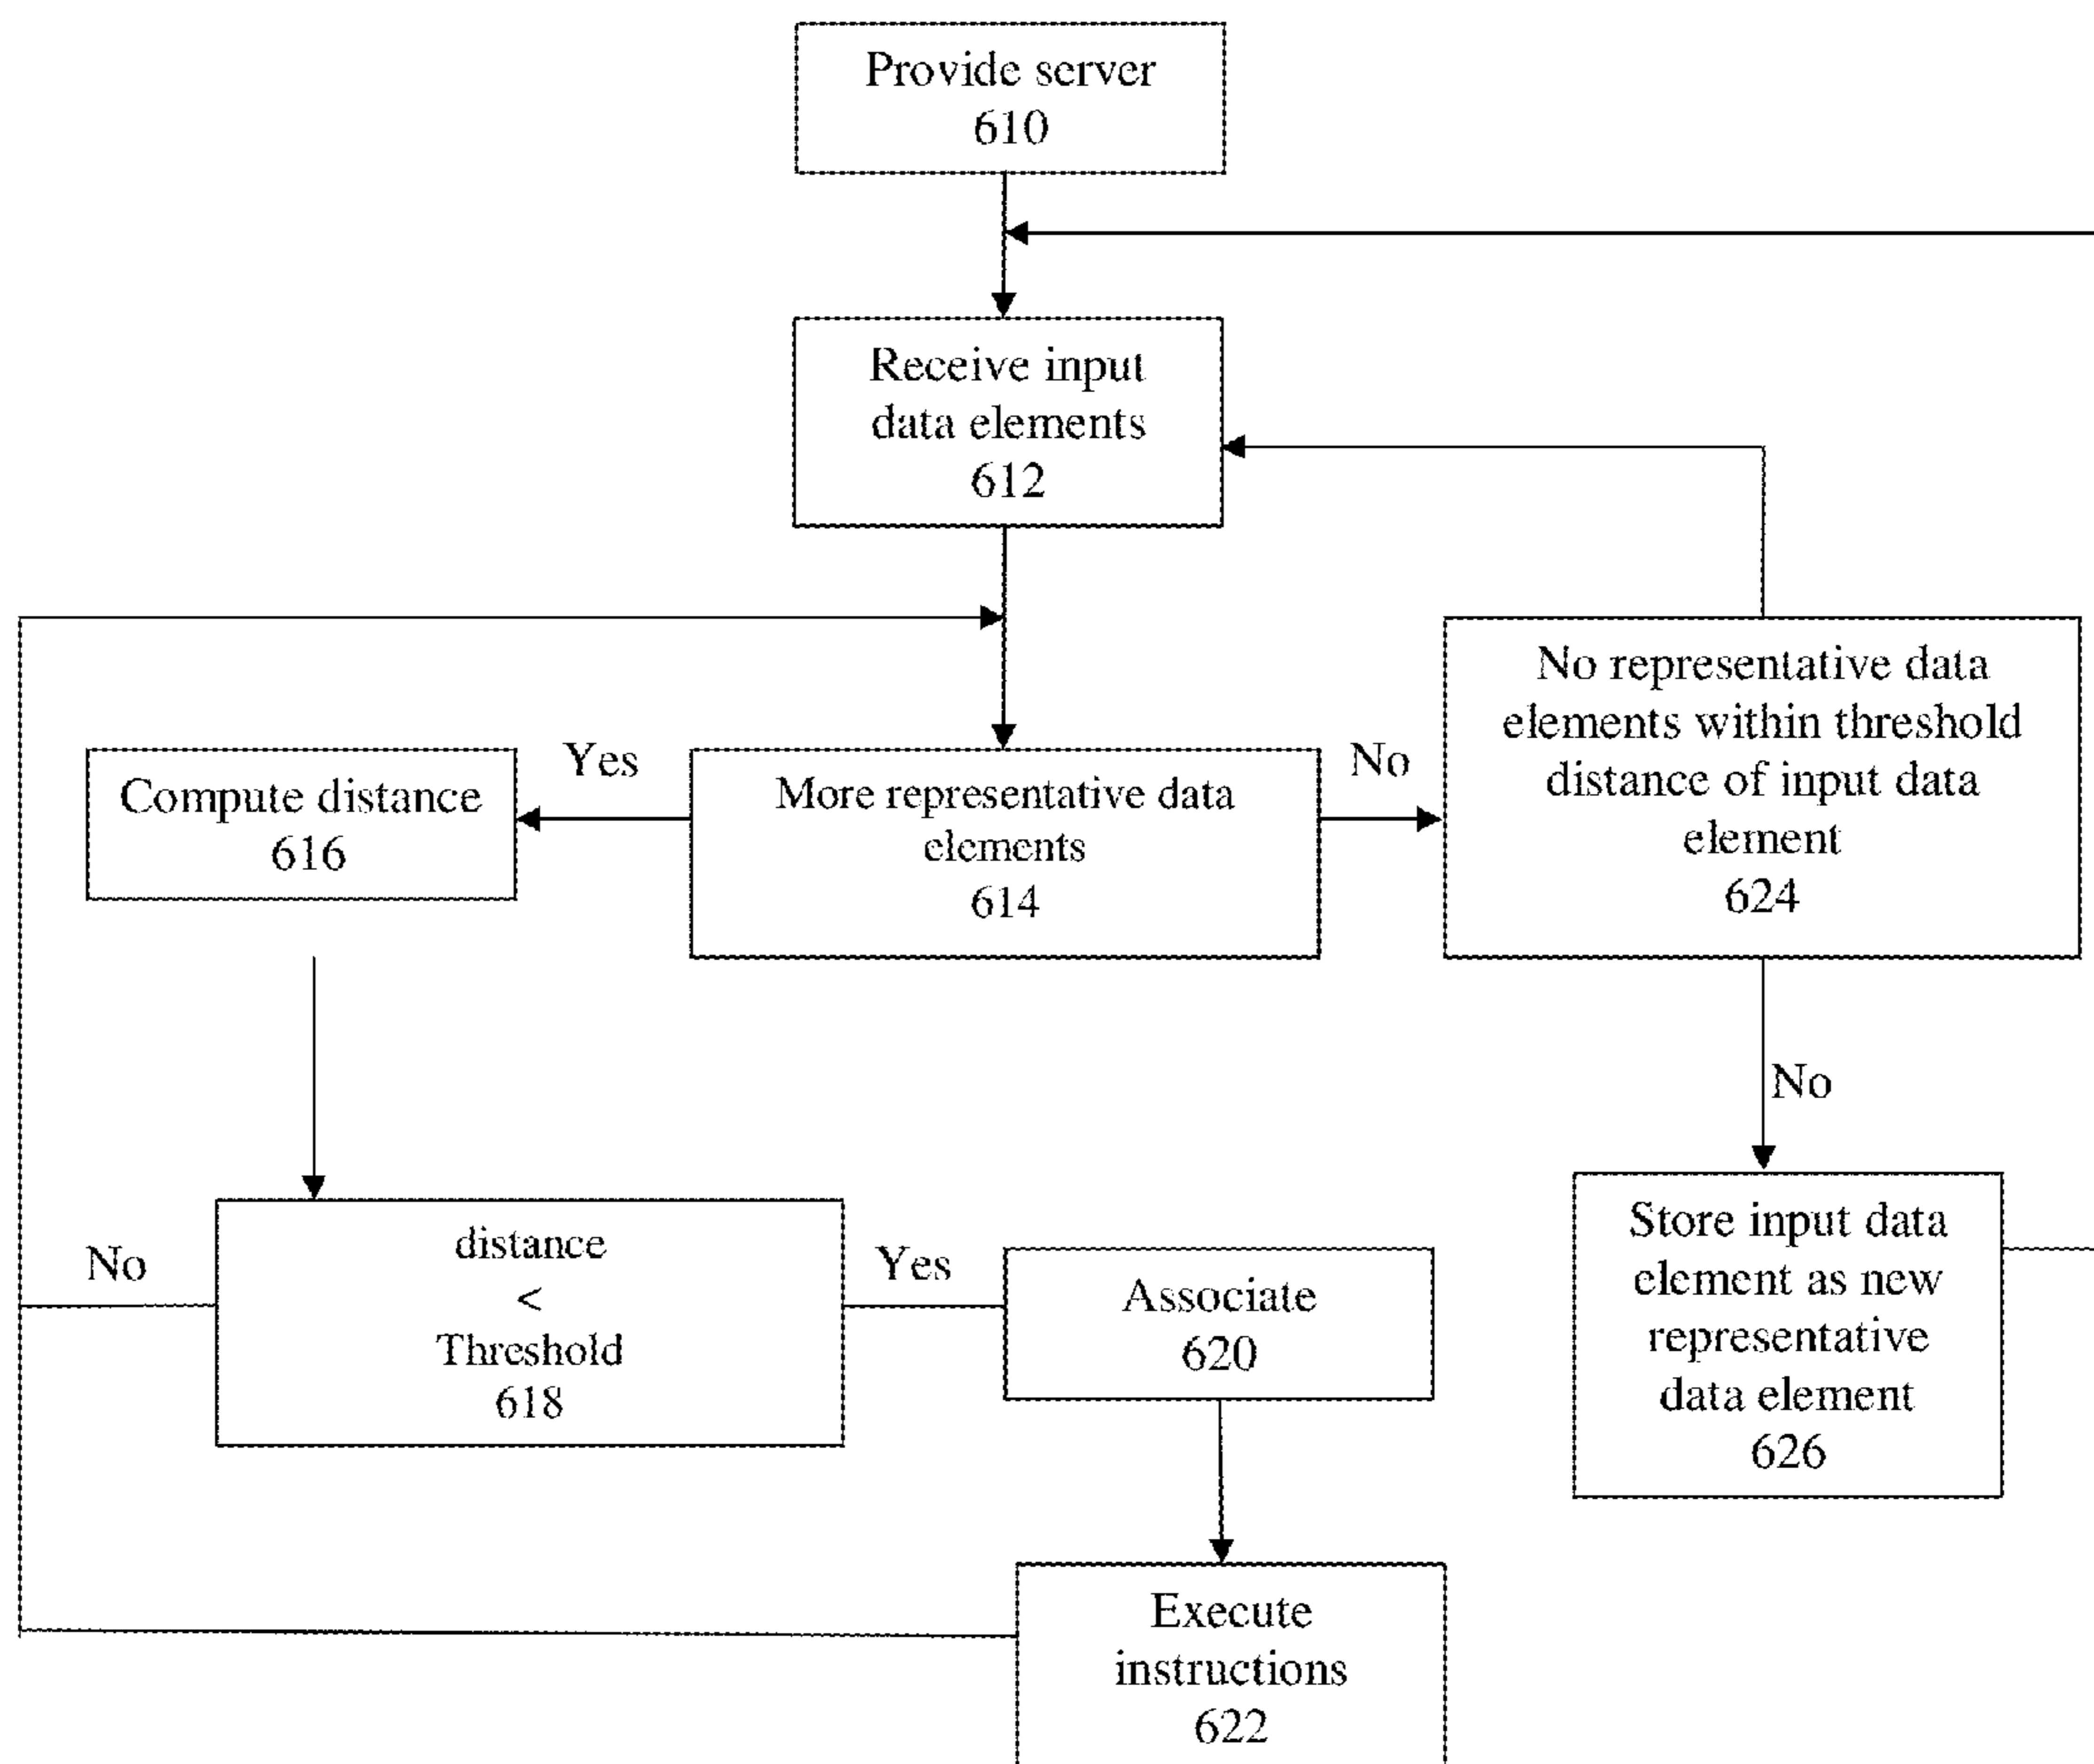 Provide server
610
Receive input
data elements
612
Yes
More representative data
elements
614
No
Compute distance
616
No representative data
elements within threshold
distance of input data
element
624
No
No
distance
<
Threshold
618
Yes
Associate
620
Store input data
element as new
representative
data element
626
Execute
instructions
622